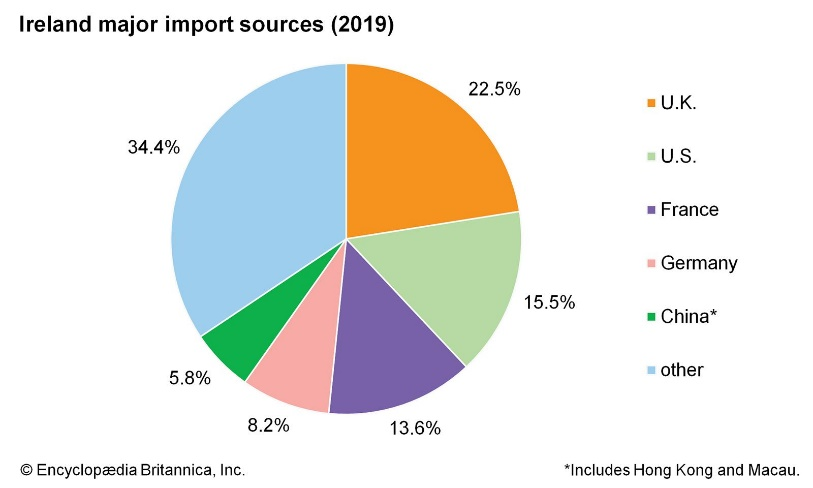 Ireland major import sources (2019)
22.5%
34.4%
15.5%
5.8%
8.2%
13.6%
U.K.
U.S.
France
Germany
China*
other
© Encyclopædia Britannica, Inc.
*Includes Hong Kong and Macau.